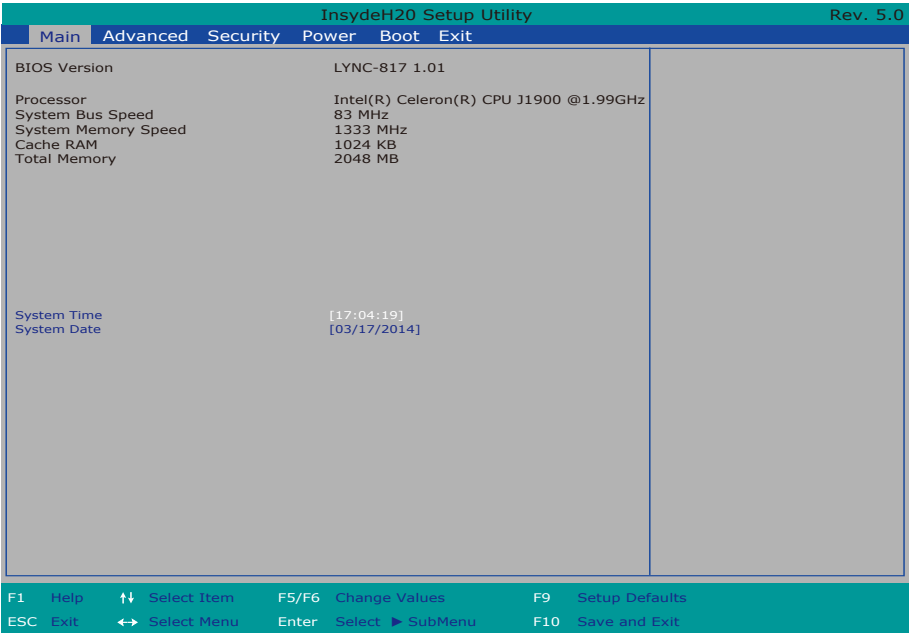 InsydeH20 Setup Utility Rev. 5.0
Main Advanced Security Power Boot Exit
BIOS Version LYNC-817 1.01
Processor Intel(R) Celeron(R) CPU J1900 @1.99GHz
System Bus Speed 83 MHz
System Memory Speed 1333 MHz
Cache RAM 1024 KB
Total Memory 2048 MB
System Time [17:04:19]
System Date [03/17/2014]
F1 Help ↑↓ Select Item F5/F6 Change Values F9 Setup Defaults
ESC Exit ↔ Select Menu Enter Select ► SubMenu F10 Save and Exit